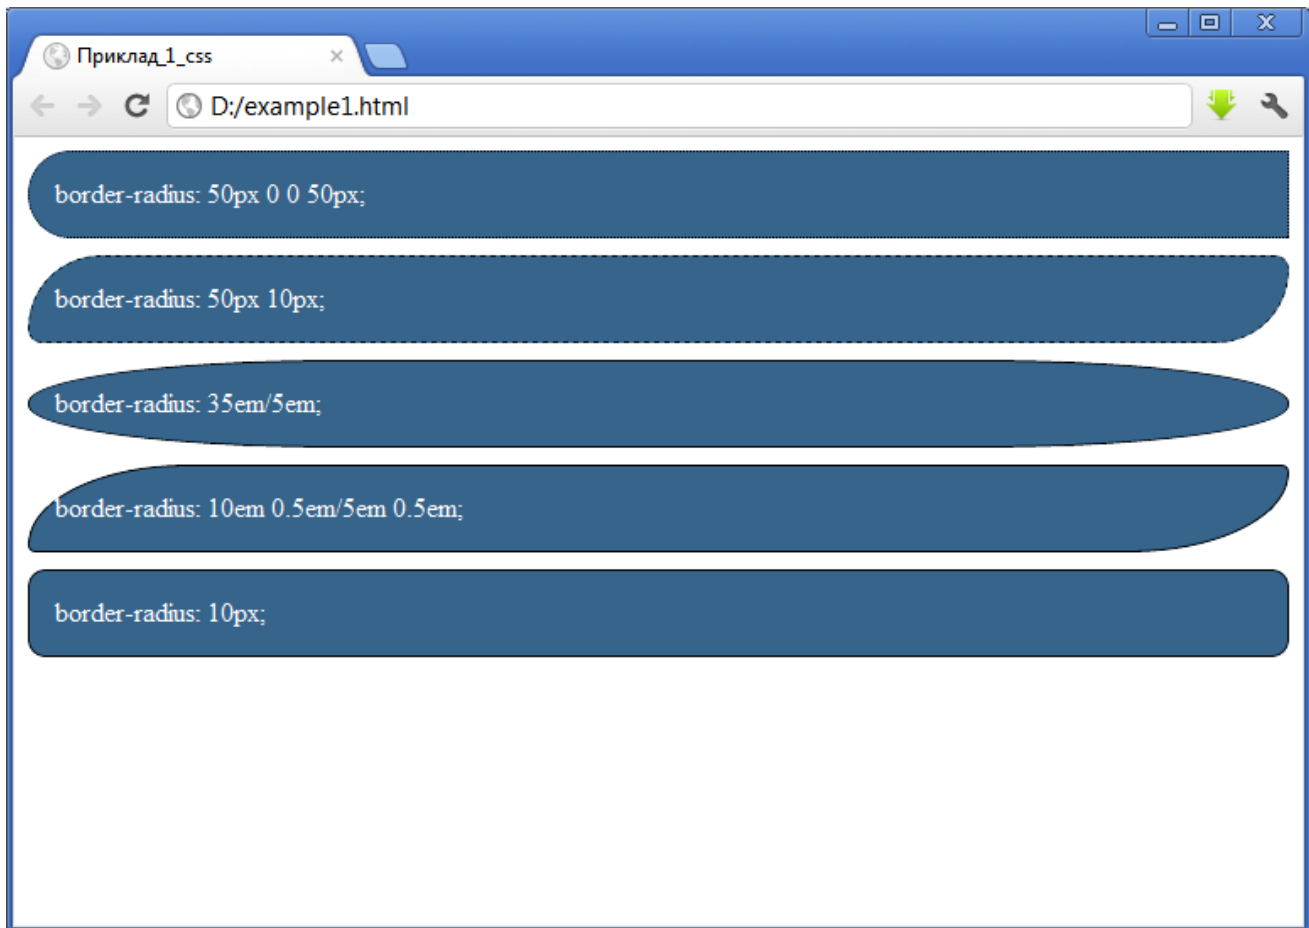 Приклад_1_css
D:/example1.html
border-radius: 50px 0 0 50px;
border-radius: 50px 10px;
border-radius: 35em/5em;
border-radius: 10em 0.5em/5em 0.5em;
border-radius: 10px;